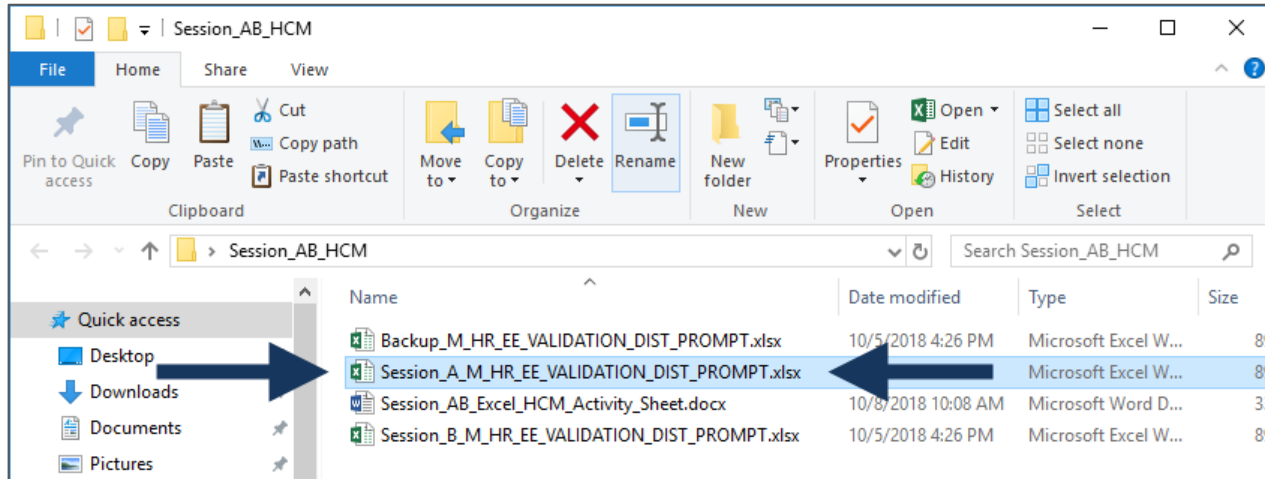 Session_AB_HCM
File Home Share View
Pin to Quick access
Copy
Paste
Cut
Copy path
Paste shortcut
Move to
Copy to
Delete
Rename
New folder
Properties
Open
Edit
History
Select all
Select none
Invert selection
Clipboard Organize New Open Select
Session_AB_HCM Search Session_AB_HCM
Name Date modified Type Size
Quick access
Desktop
Downloads
Documents
Pictures
Backup_M_HR_EE_VALIDATION_DIST_PROMPT.xlsx 10/5/2018 4:26 PM Microsoft Excel W...
Session_A_M_HR_EE_VALIDATION_DIST_PROMPT.xlsx Microsoft Excel W...
Session_AB_Excel_HCM_Activity_Sheet.docx 10/8/2018 10:08 AM Microsoft Word D...
Session_B_M_HR_EE_VALIDATION_DIST_PROMPT.xlsx 10/5/2018 4:26 PM Microsoft Excel W...